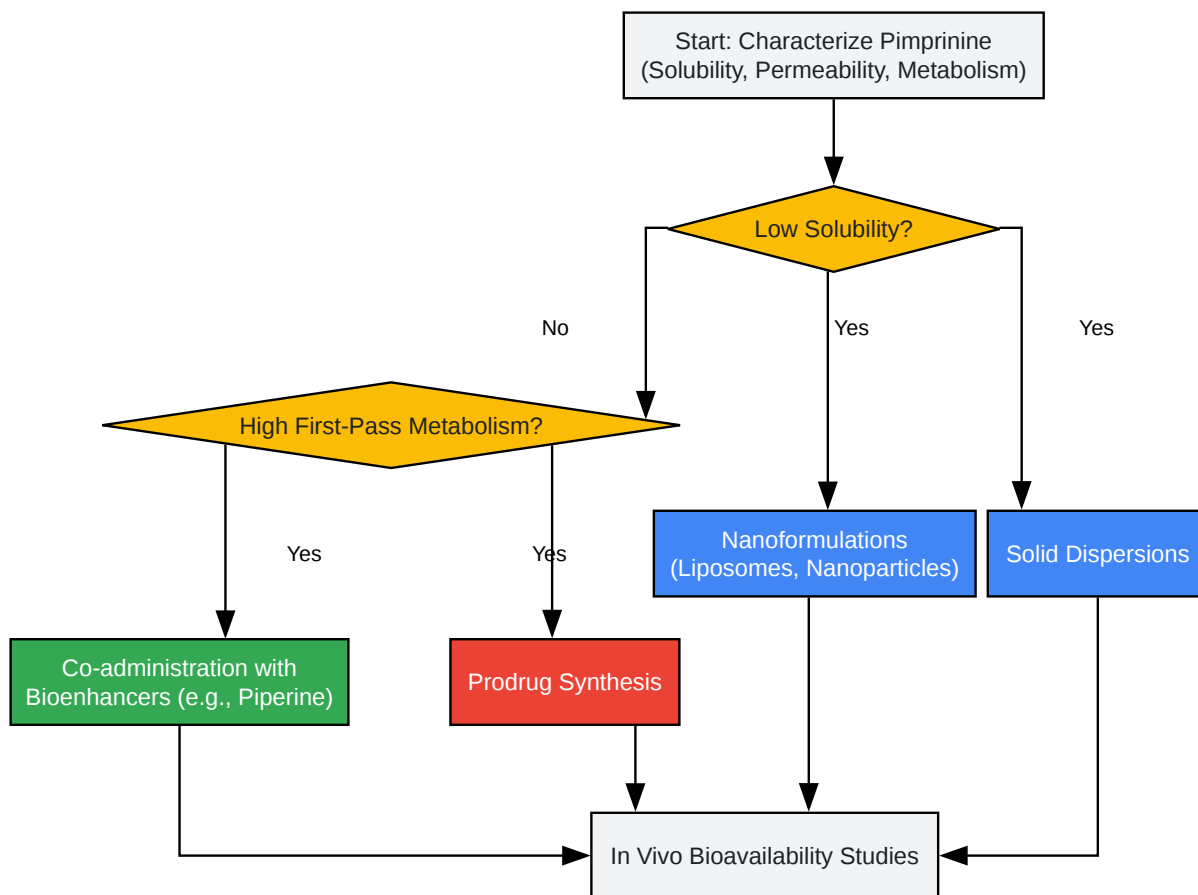 Start: Characterize Pimprinine
(Solubility, Permeability, Metabolism)
Low Solubility?
No
Yes
Yes
High First-Pass Metabolism?
Nanoformulations
(Liposomes, Nanoparticles)
Solid Dispersions
Yes
Yes
Co-administration with
Bioenhancers (e.g., Piperine)
Prodrug Synthesis
In Vivo Bioavailability Studies